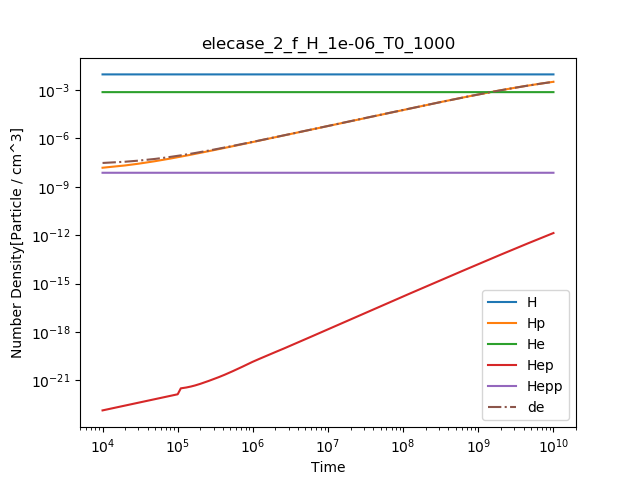 elecase_2_f_H_1e-06_T0_1000
Number Density[Particle / cm^3]
10^{-3}
10^{-6}
10^{-9}
10^{-12}
10^{-15}
10^{-18}
10^{-21}
H
Hp
He
Hep
Hepp
de
10^4 10^5 10^6 10^7 10^8 10^9 10^{10}
Time